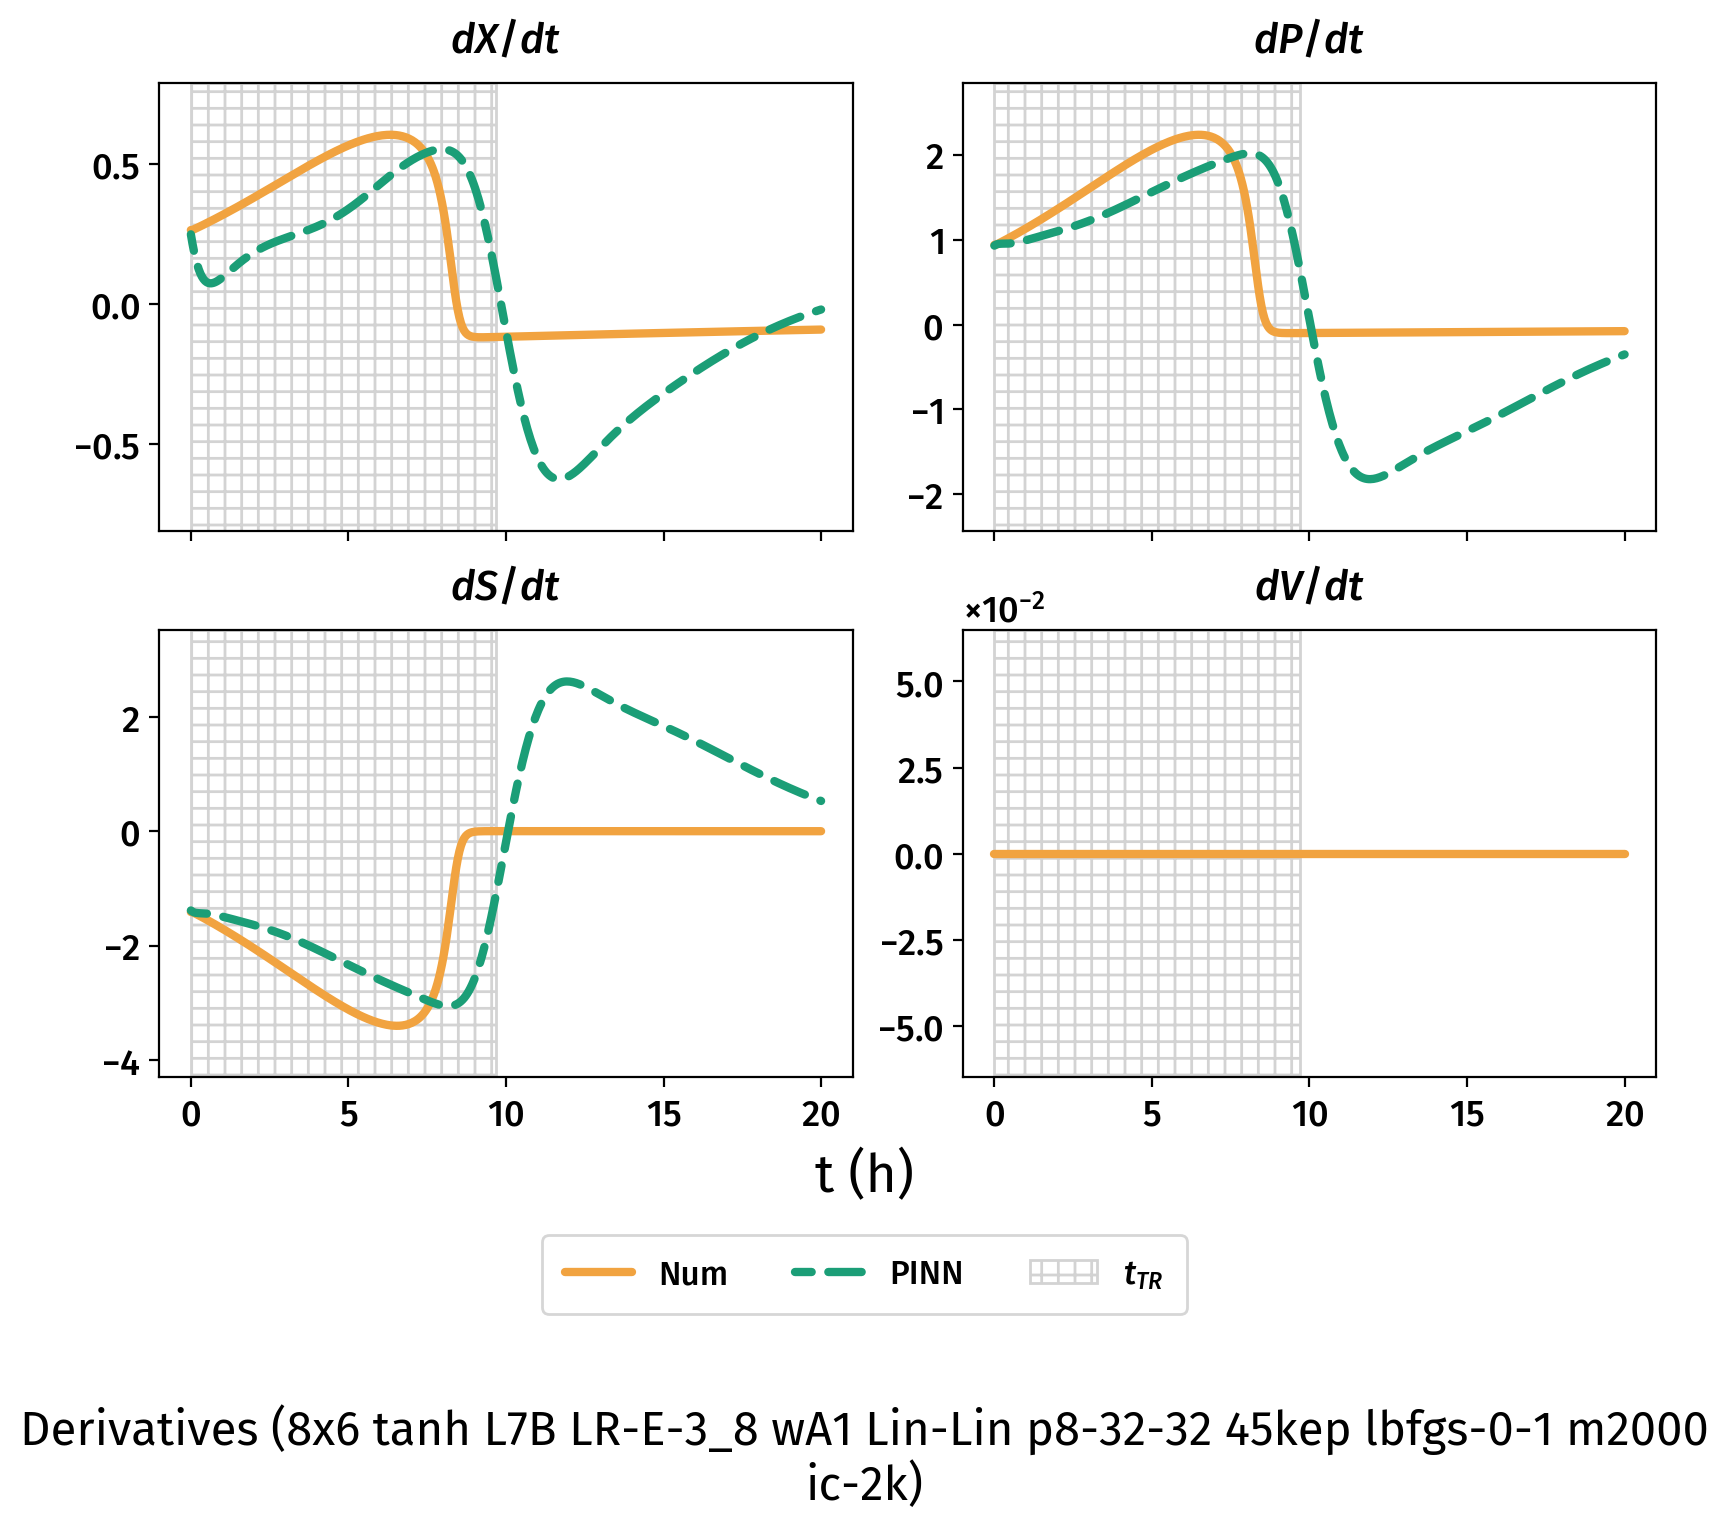 dX/dt
dP/dt
0.5
0.0
−0.5
2
1
0
−1
−2
dS/dt
dV/dt
×10⁻²
2
0
−2
−4
5.0
2.5
0.0
−2.5
−5.0
0 5 10 15 20
0 5 10 15 20
t (h)
Num PINN t_TR
Derivatives (8x6 tanh L7B LR-E-3_8 wA1 Lin-Lin p8-32-32 45kep lbfgs-0-1 m2000
ic-2k)